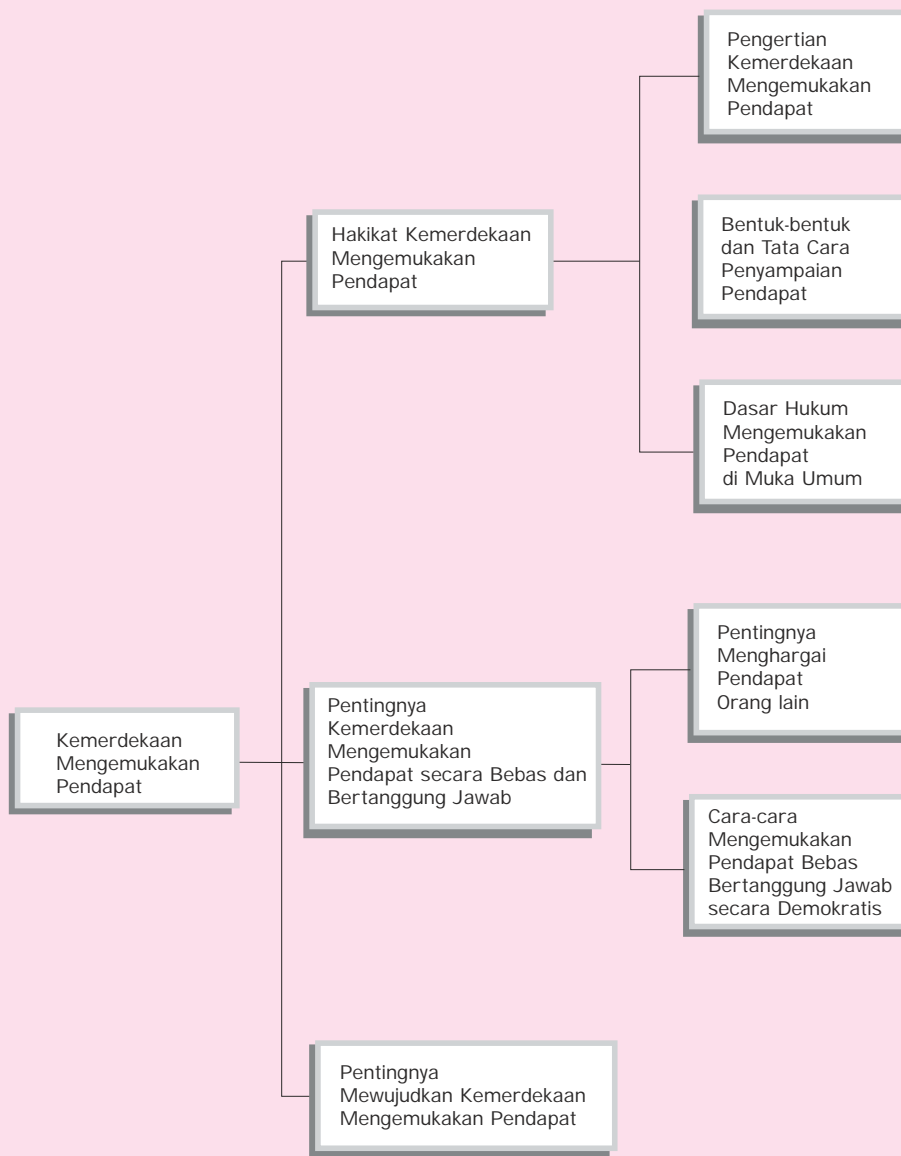 Pengertian
Kemerdekaan
Mengemukakan
Pendapat
Hakikat Kemerdekaan
Mengemukakan
Pendapat
Bentuk-bentuk
dan Tata Cara
Penyampaian
Pendapat
Dasar Hukum
Mengemukakan
Pendapat
di Muka Umum
Pentingnya
Menghargai
Pendapat
Orang lain
Pentingnya
Kemerdekaan
Mengemukakan
Pendapat secara Bebas dan
Bertanggung Jawab
Kemerdekaan
Mengemukakan
Pendapat
Cara-cara
Mengemukakan
Pendapat Bebas
Bertanggung Jawab
secara Demokratis
Pentingnya
Mewujudkan Kemerdekaan
Mengemukakan Pendapat